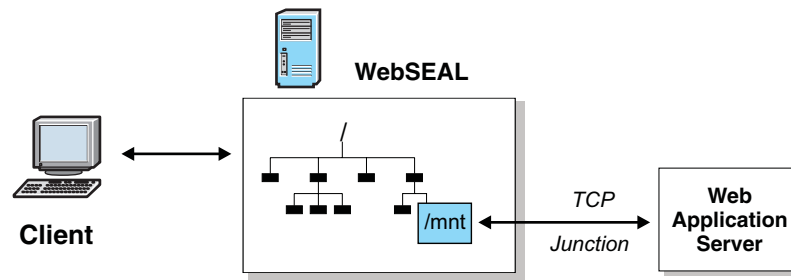 WebSEAL
/
Client
/mnt
TCP
Junction
Web
Application
Server